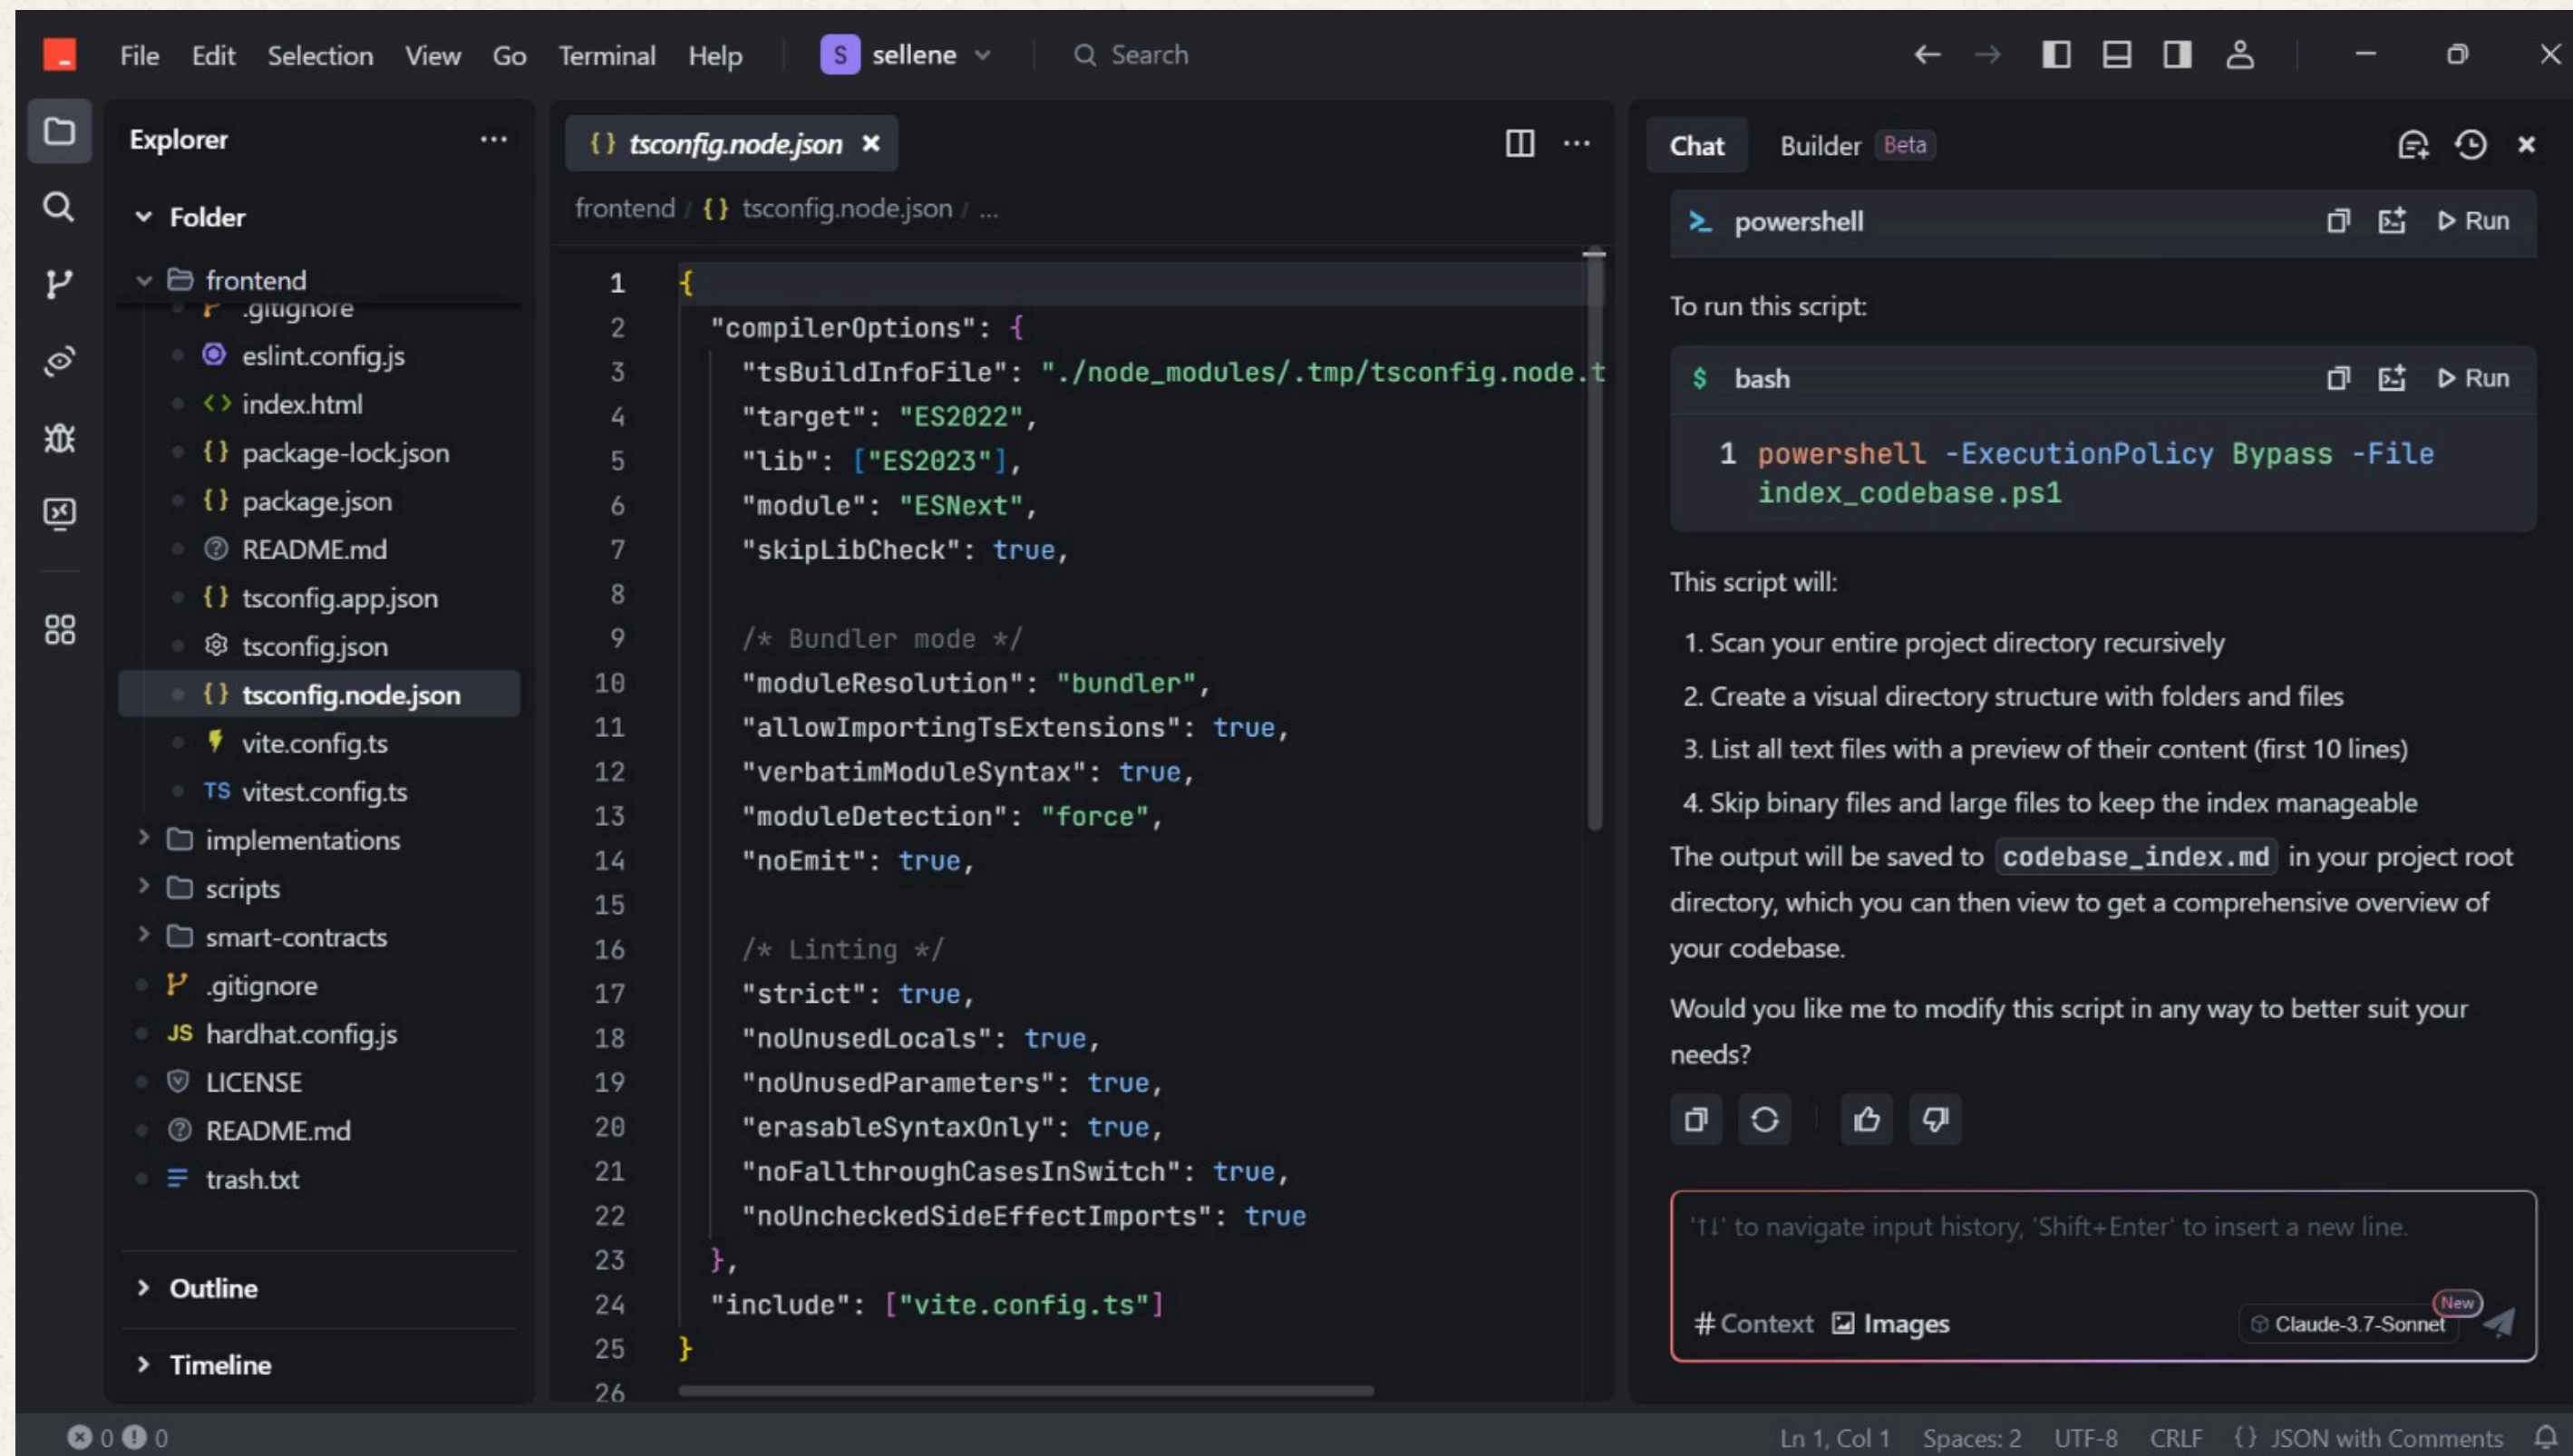 File Edit Selection View Go Terminal Help S sellene Search
Explorer
Folder
frontend
.gitignore
eslint.config.js
index.html
package-lock.json
package.json
README.md
tsconfig.app.json
tsconfig.json
tsconfig.node.json
vite.config.ts
TS vitest.config.ts
implementations
scripts
smart-contracts
.gitignore
JS hardhat.config.js
LICENSE
README.md
trash.txt
Outline
Timeline
{} tsconfig.node.json
frontend / {} tsconfig.node.json / ...
1 {
2 "compilerOptions": {
3 "tsBuildInfoFile": "./node_modules/.tmp/tsconfig.node.t
4 "target": "ES2022",
5 "lib": ["ES2023"],
6 "module": "ESNext",
7 "skipLibCheck": true,
8
9 /* Bundler mode */
10 "moduleResolution": "bundler",
11 "allowImportingTsExtensions": true,
12 "verbatimModuleSyntax": true,
13 "moduleDetection": "force",
14 "noEmit": true,
15
16 /* Linting */
17 "strict": true,
18 "noUnusedLocals": true,
19 "noUnusedParameters": true,
20 "erasableSyntaxOnly": true,
21 "noFallthroughCasesInSwitch": true,
22 "noUncheckedSideEffectImports": true
23 },
24 "include": ["vite.config.ts"]
25 }
26
Chat Builder Beta
powershell Run
To run this script:
$ bash Run
1 powershell -ExecutionPolicy Bypass -File
index_codebase.ps1
This script will:
1. Scan your entire project directory recursively
2. Create a visual directory structure with folders and files
3. List all text files with a preview of their content (first 10 lines)
4. Skip binary files and large files to keep the index manageable
The output will be saved to codebase_index.md in your project root
directory, which you can then view to get a comprehensive overview of
your codebase.
Would you like me to modify this script in any way to better suit your
needs?
'↑↓' to navigate input history, 'Shift+Enter' to insert a new line.
# Context Images Claude-3.7-Sonnet New
0 0 Ln 1, Col 1 Spaces: 2 UTF-8 CRLF {} JSON with Comments